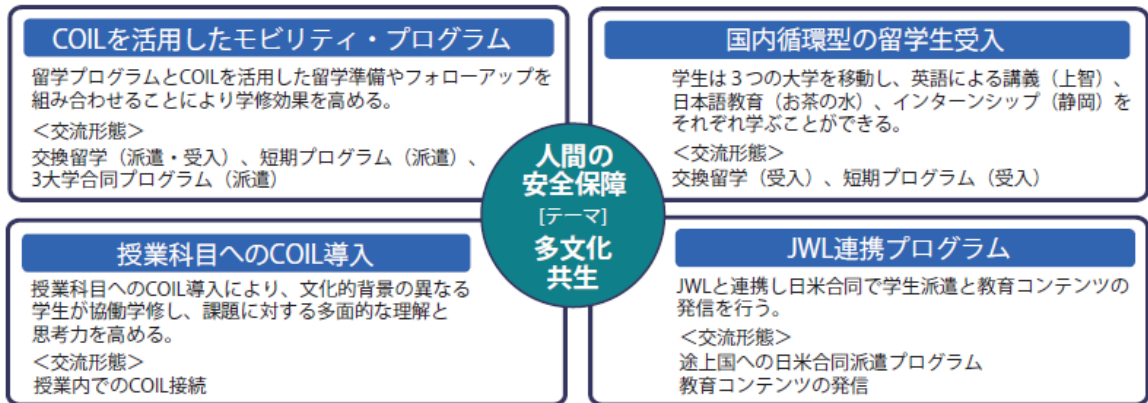 COILを活用したモビリティ・プログラム
留学プログラムとCOILを活用した留学準備やフォローアップを
組み合わせることにより学修効果を高める。
＜交流形態＞
交換留学（派遣・受入）、短期プログラム（派遣）、
3大学合同プログラム（派遣）
国内循環型の留学生受入
学生は３つの大学を移動し、英語による講義（上智）、
日本語教育（お茶の水）、インターンシップ（静岡）を
それぞれ学ぶことができる。
＜交流形態＞
交換留学（受入）、短期プログラム（受入）
人間の
安全保障
[テーマ]
多文化
共生
授業科目へのCOIL導入
授業科目へのCOIL導入により、文化的背景の異なる
学生が協働学修し、課題に対する多面的な理解と
思考力を高める。
＜交流形態＞
授業内でのCOIL接続
JWL連携プログラム
JWLと連携し日米合同で学生派遣と教育コンテンツの
発信を行う。
＜交流形態＞
途上国への日米合同派遣プログラム
教育コンテンツの発信